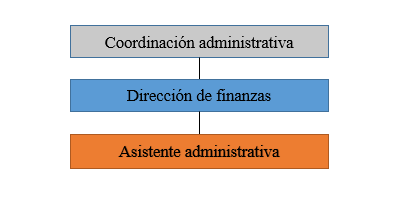 Coordinación administrativa
Dirección de finanzas
Asistente administrativa